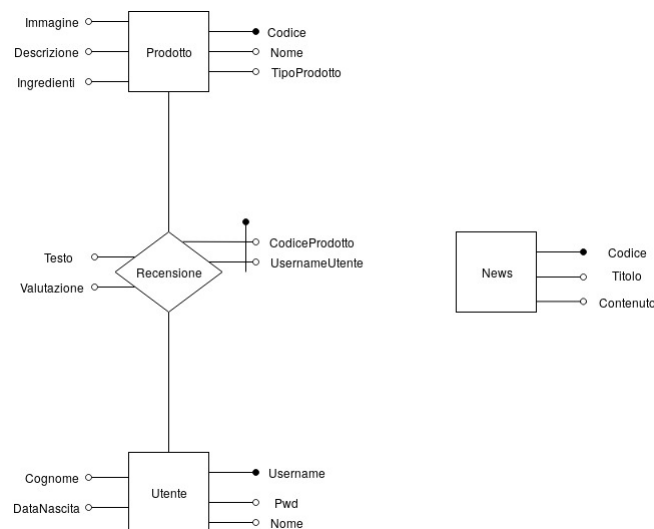 Immagine
Descrizione
Ingredienti
Prodotto
Codice
Nome
TipoProdotto
Testo
Valutazione
Recensione
CodiceProdotto
UsernameUtente
News
Codice
Titolo
Contenuto
Cognome
DataNascita
Utente
Username
Pwd
Nome